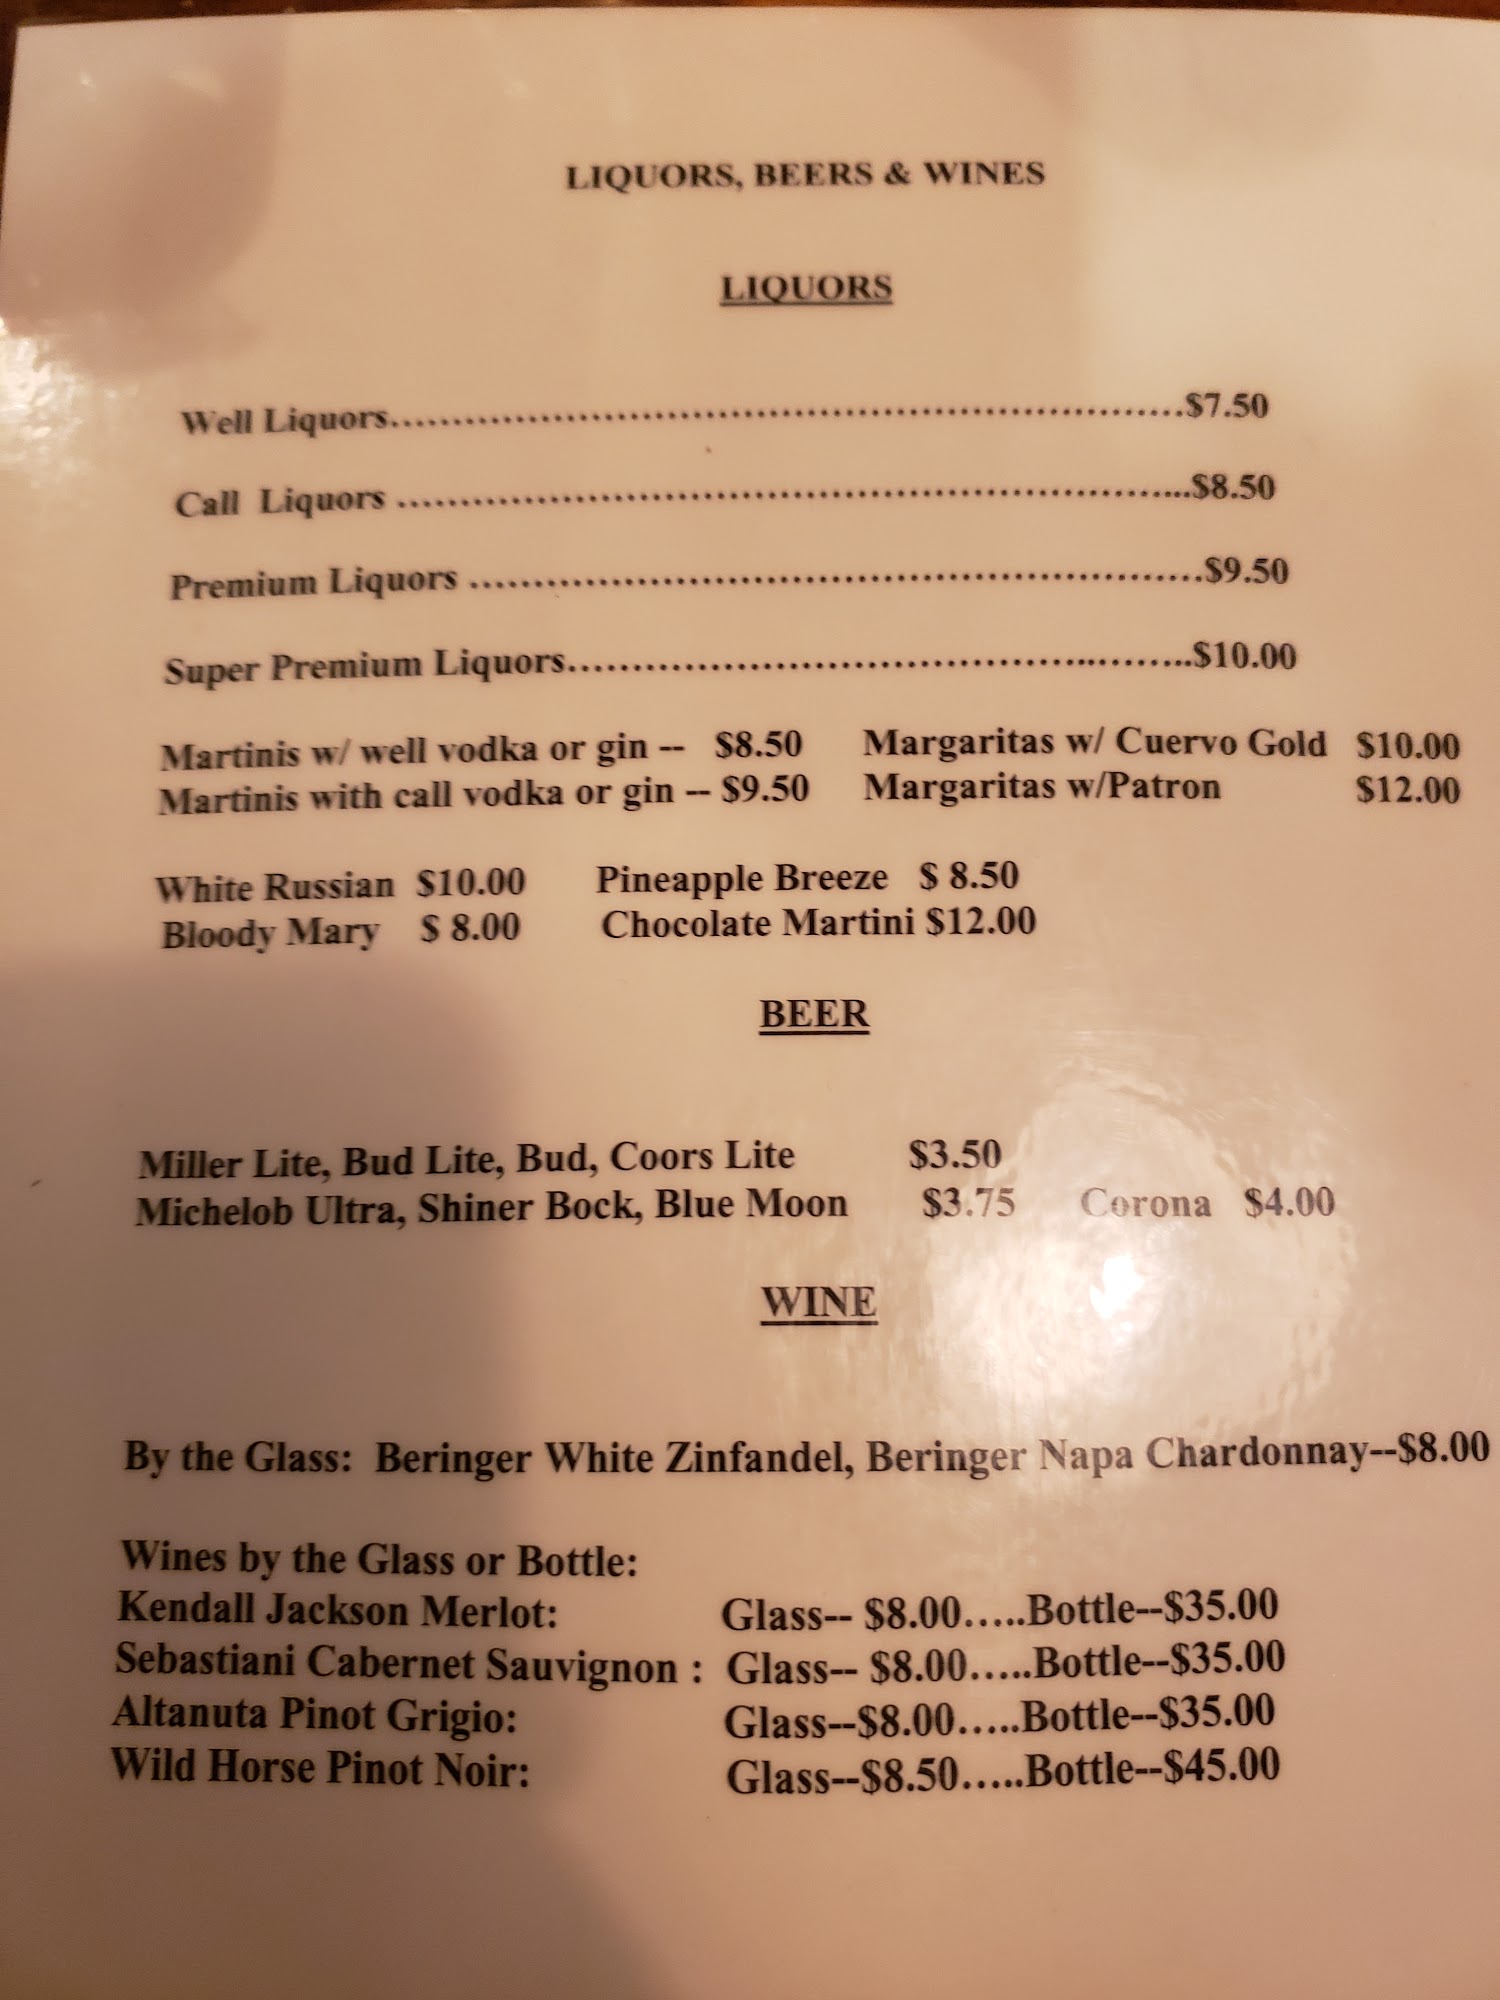 LIQUORS, BEERS & WINES
LIQUORS
Well Liquors.................................................................$7.50
Call  Liquors .................................................................$8.50
Premium Liquors ............................................................$9.50
Super Premium Liquors....................................................$10.00
Martinis w/ well vodka or gin --   $8.50     Margaritas w/ Cuervo Gold   $10.00
Martinis with call vodka or gin -- $9.50     Margaritas w/Patron            $12.00
White Russian  $10.00      Pineapple Breeze   $ 8.50
Bloody Mary    $ 8.00       Chocolate Martini $12.00
BEER
Miller Lite, Bud Lite, Bud, Coors Lite          $3.50
Michelob Ultra, Shiner Bock, Blue Moon       $3.75      Corona   $4.00
WINE
By the Glass:  Beringer White Zinfandel, Beringer Napa Chardonnay--$8.00
Wines by the Glass or Bottle:
Kendall Jackson Merlot:               Glass-- $8.00…..Bottle--$35.00
Sebastiani Cabernet Sauvignon :  Glass-- $8.00…..Bottle--$35.00
Altanuta Pinot Grigio:                  Glass--$8.00…..Bottle--$35.00
Wild Horse Pinot Noir:                 Glass--$8.50…..Bottle--$45.00